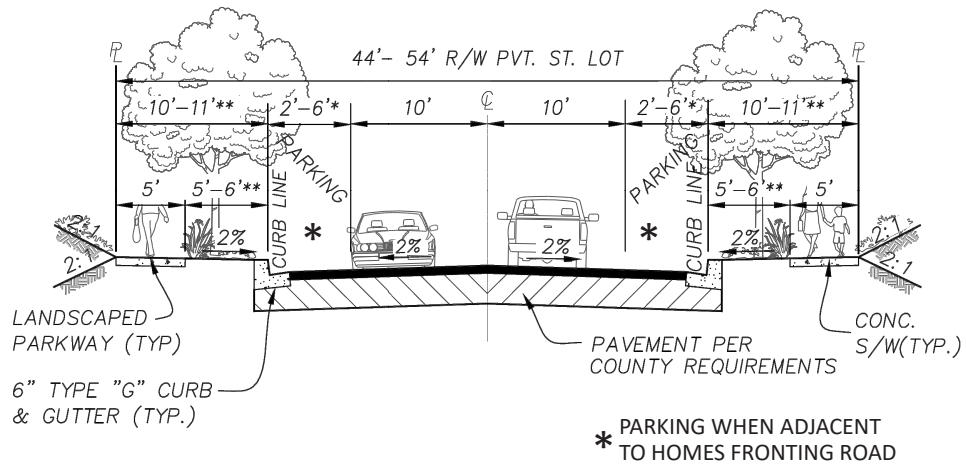 PL
PL
44'- 54' R/W PVT. ST. LOT
10'-11'**
2'-6'*
10'
CL
10'
2'-6'*
10'-11'**
PARKING
PARKING
5'
5'-6'**
CURB LINE
CURB LINE
5'-6'**
5'
*
*
2:1
2:1
2%
2%
2%
2%
2:1
2:1
LANDSCAPED
PARKWAY (TYP)
6" TYPE "G" CURB
& GUTTER (TYP.)
PAVEMENT PER
COUNTY REQUIREMENTS
CONC.
S/W(TYP.)
* PARKING WHEN ADJACENT
TO HOMES FRONTING ROAD